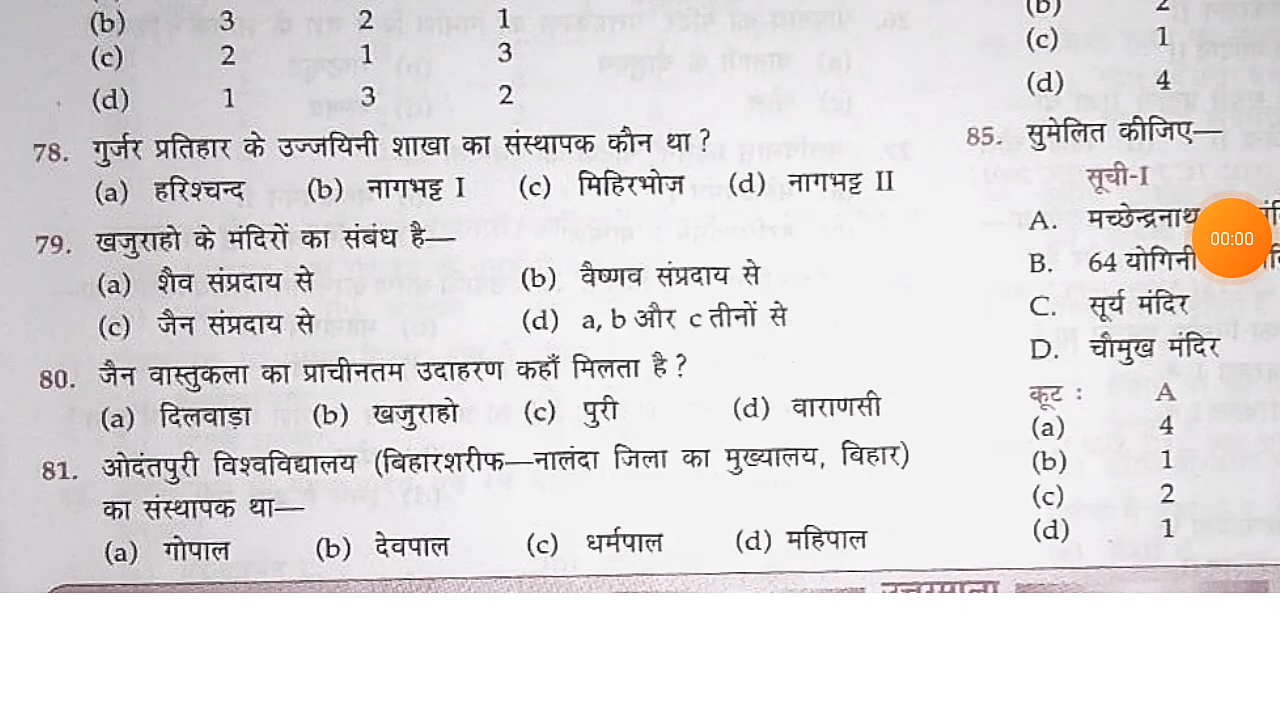 (b) 3 2 1
(c) 2 1 3
(d) 1 3 2
78. गुर्जर प्रतिहार के उज्जयिनी शाखा का संस्थापक कौन था ?
(a) हरिश्चन्द (b) नागभट्ट I (c) मिहिरभोज (d) नागभट्ट II
79. खजुराहो के मंदिरों का संबंध है—
(a) शैव संप्रदाय से (b) वैष्णव संप्रदाय से
(c) जैन संप्रदाय से (d) a, b और c तीनों से
80. जैन वास्तुकला का प्राचीनतम उदाहरण कहाँ मिलता है ?
(a) दिलवाड़ा (b) खजुराहो (c) पुरी (d) वाराणसी
81. ओदंतपुरी विश्वविद्यालय (बिहारशरीफ—नालंदा जिला का मुख्यालय, बिहार)
का संस्थापक था—
(a) गोपाल (b) देवपाल (c) धर्मपाल (d) महिपाल
(b) 2
(c) 1
(d) 4
85. सुमेलित कीजिए—
सूची-I
A. मच्छेन्द्रनाथ
B. 64 योगिनी
C. सूर्य मंदिर
D. चौमुख मंदिर
कूट : A
(a) 4
(b) 1
(c) 2
(d) 1
00:00